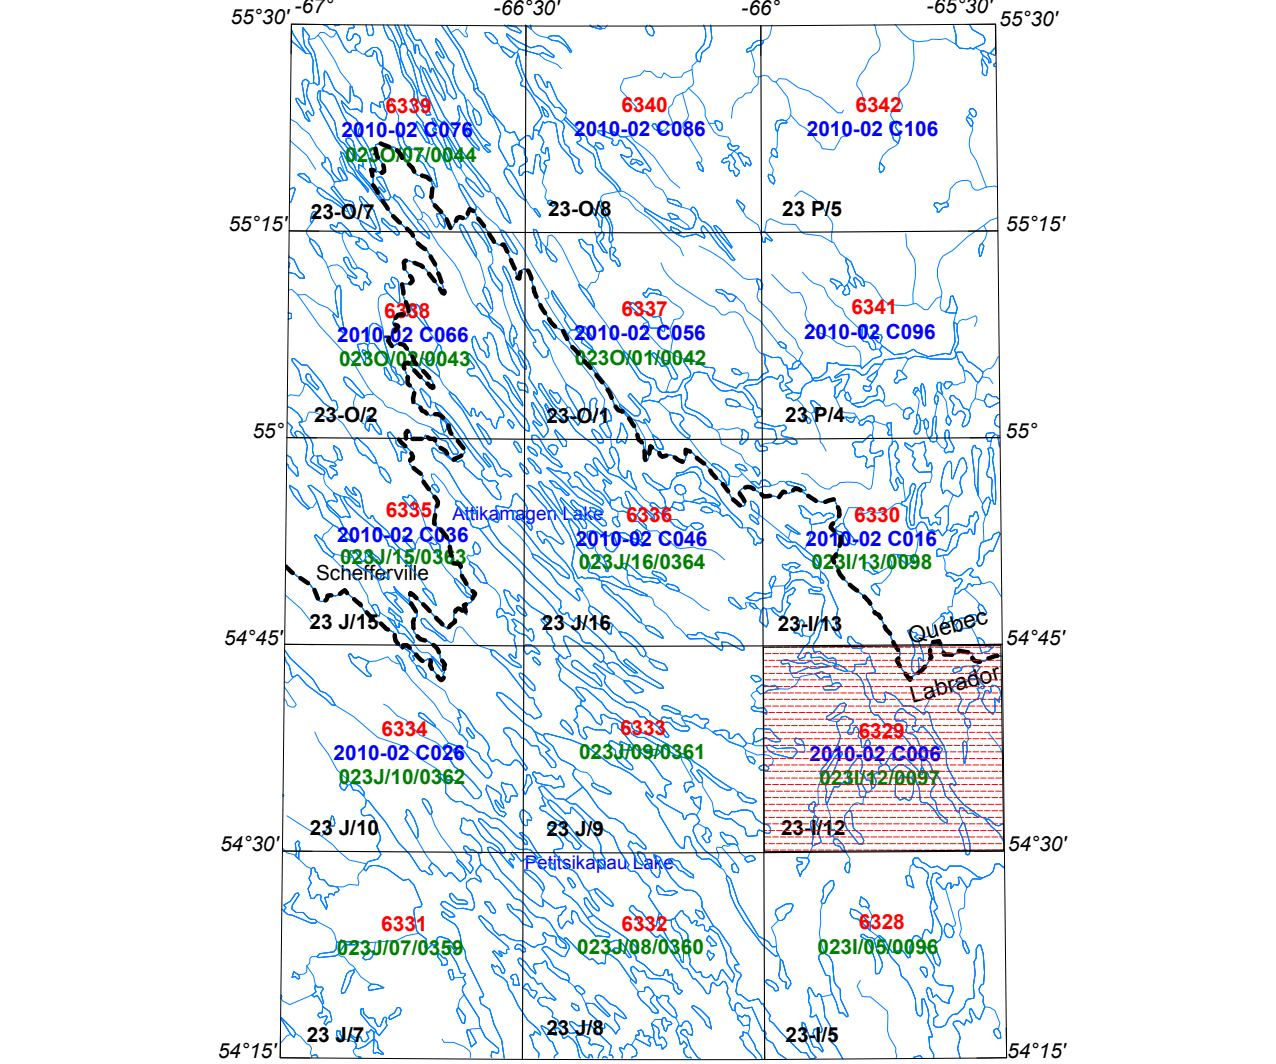 -67°
-66°30'
-66°
-65°30'
55°30'
55°30'
6339
2010-02 C076
023O/07/0044
23-O/7
6340
2010-02 C086
23-O/8
6342
2010-02 C106
23 P/5
55°15'
55°15'
6338
2010-02 C066
023O/02/0043
23-O/2
6337
2010-02 C056
023O/01/0042
23-O/1
6341
2010-02 C096
23 P/4
55°
55°
6335
2010-02 C036
023J/15/0363
Schefferville
23 J/15
Attikamagen Lake
6336
2010-02 C046
023J/16/0364
23 J/16
6330
2010-02 C016
023I/13/0098
23-I/13
Quebec
54°45'
54°45'
Labrador
6334
2010-02 C026
023J/10/0362
23 J/10
6333
023J/09/0361
23 J/9
6329
2010-02 C006
023I/12/0097
23-I/12
54°30'
54°30'
Petitsikapau Lake
6331
023J/07/0359
23 J/7
6332
023J/08/0360
23 J/8
6328
023I/05/0096
23-I/5
54°15'
54°15'